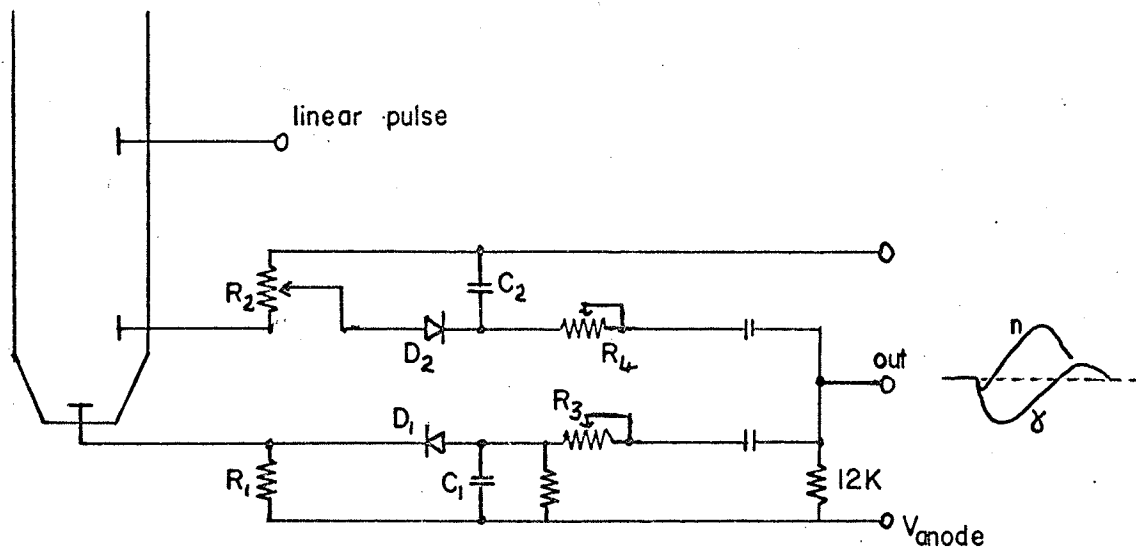 linear pulse
R2
C2
D2
R4
out
n
γ
D1
R3
R1
C1
12K
Vanode